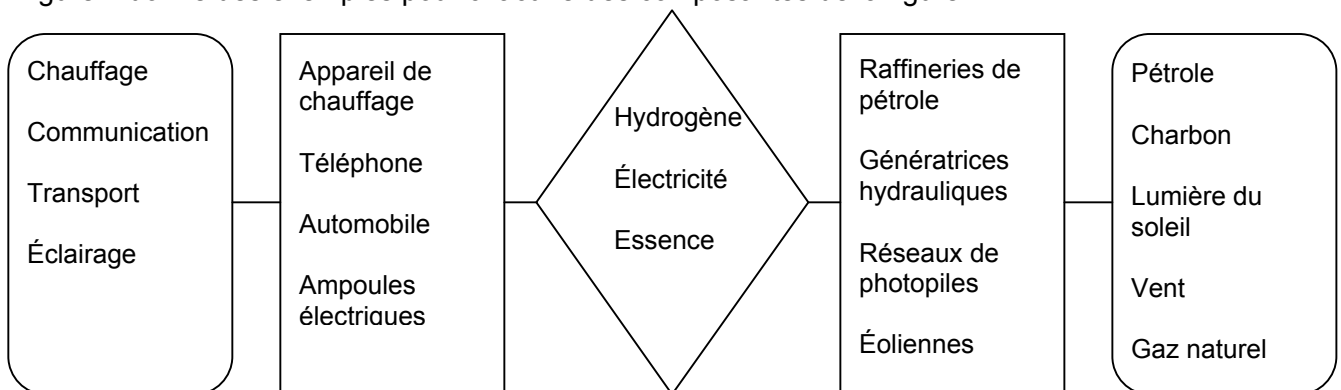 Chauffage
Communication
Transport
Éclairage
Appareil de
chauffage
Téléphone
Automobile
Ampoules
électriques
Hydrogène
Électricité
Essence
Raffineries de
pétrole
Génératrices
hydrauliques
Réseaux de
photopiles
Éoliennes
Pétrole
Charbon
Lumière du
soleil
Vent
Gaz naturel